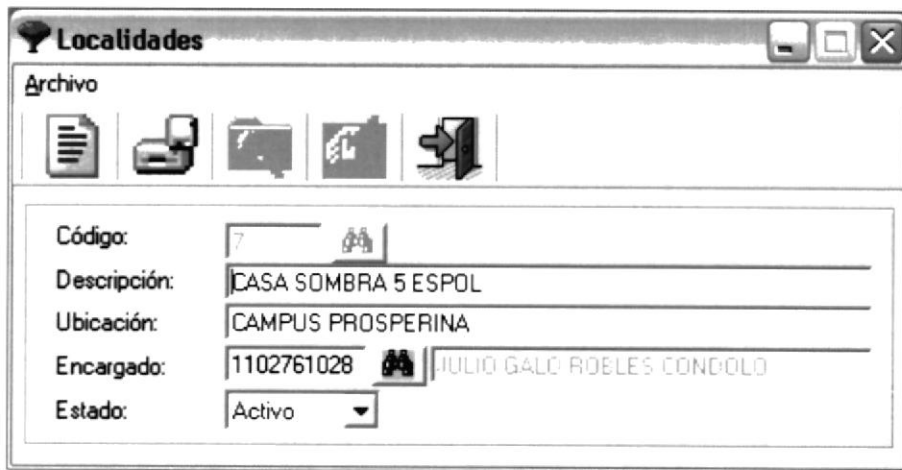 Localidades
Archivo
Código: 7
Descripción: CASA SOMBRA 5 ESPOL
Ubicación: CAMPUS PROSPERINA
Encargado: 1102761028 JULIO GALO ROBLES CONDOLO
Estado: Activo